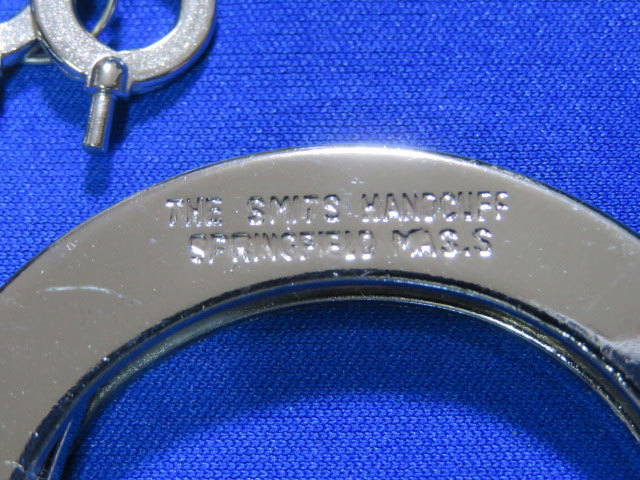 THE SMITS HANDCUFF
SPRINGFIELD MAS.S